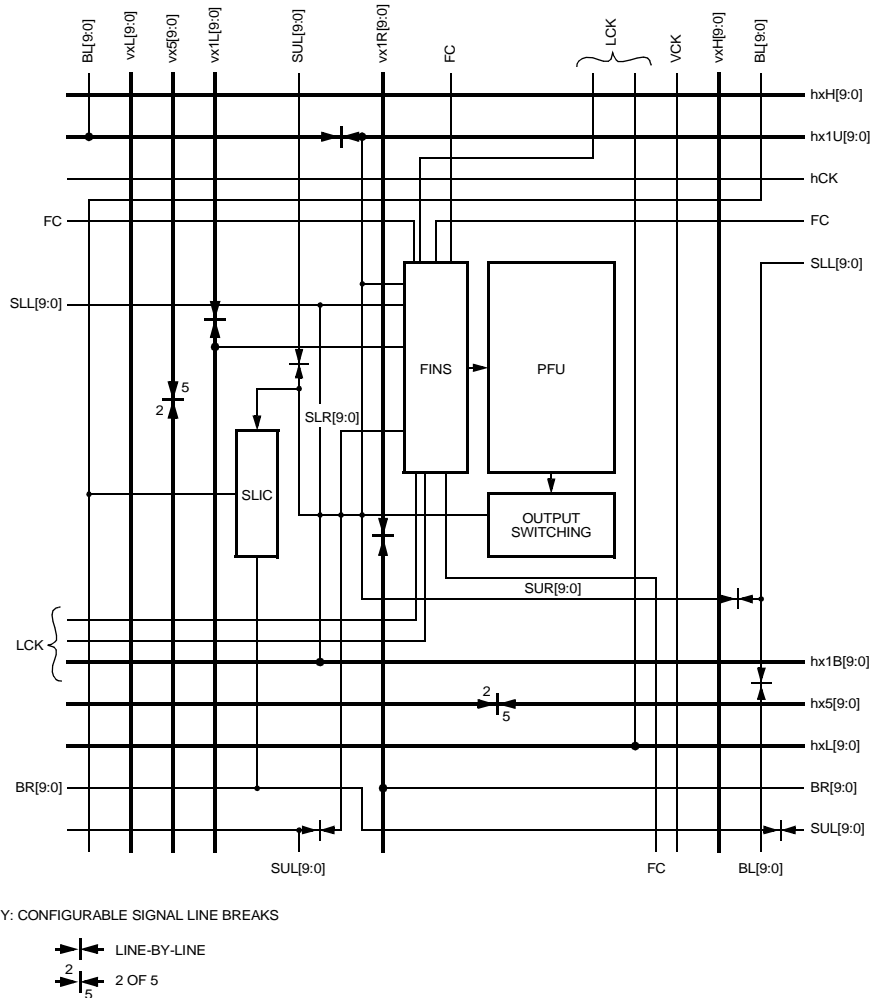 BL[9:0]
vxL[9:0]
vx5[9:0]
vx1L[9:0]
SUL[9:0]
vx1R[9:0]
FC
LCK
VCK
vxH[9:0]
BL[9:0]
hxH[9:0]
hx1U[9:0]
hCK
FC
FC
SLL[9:0]
SLL[9:0]
FINS
PFU
5
2
SLR[9:0]
SLIC
OUTPUT
SWITCHING
SUR[9:0]
LCK
hx1B[9:0]
2
5
hx5[9:0]
hxL[9:0]
BR[9:0]
BR[9:0]
SUL[9:0]
SUL[9:0]
FC
BL[9:0]
Y: CONFIGURABLE SIGNAL LINE BREAKS
LINE-BY-LINE
2
2 OF 5
5